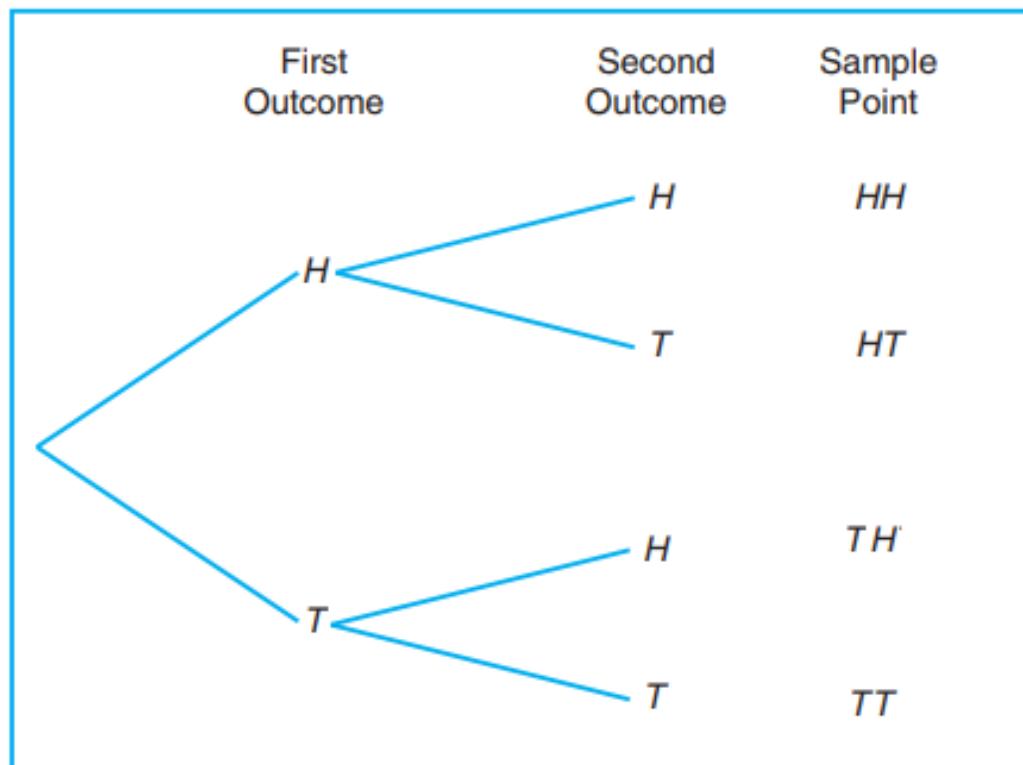 First Second Sample
Outcome Outcome Point
H HH
H
T HT
H TH
T
T TT